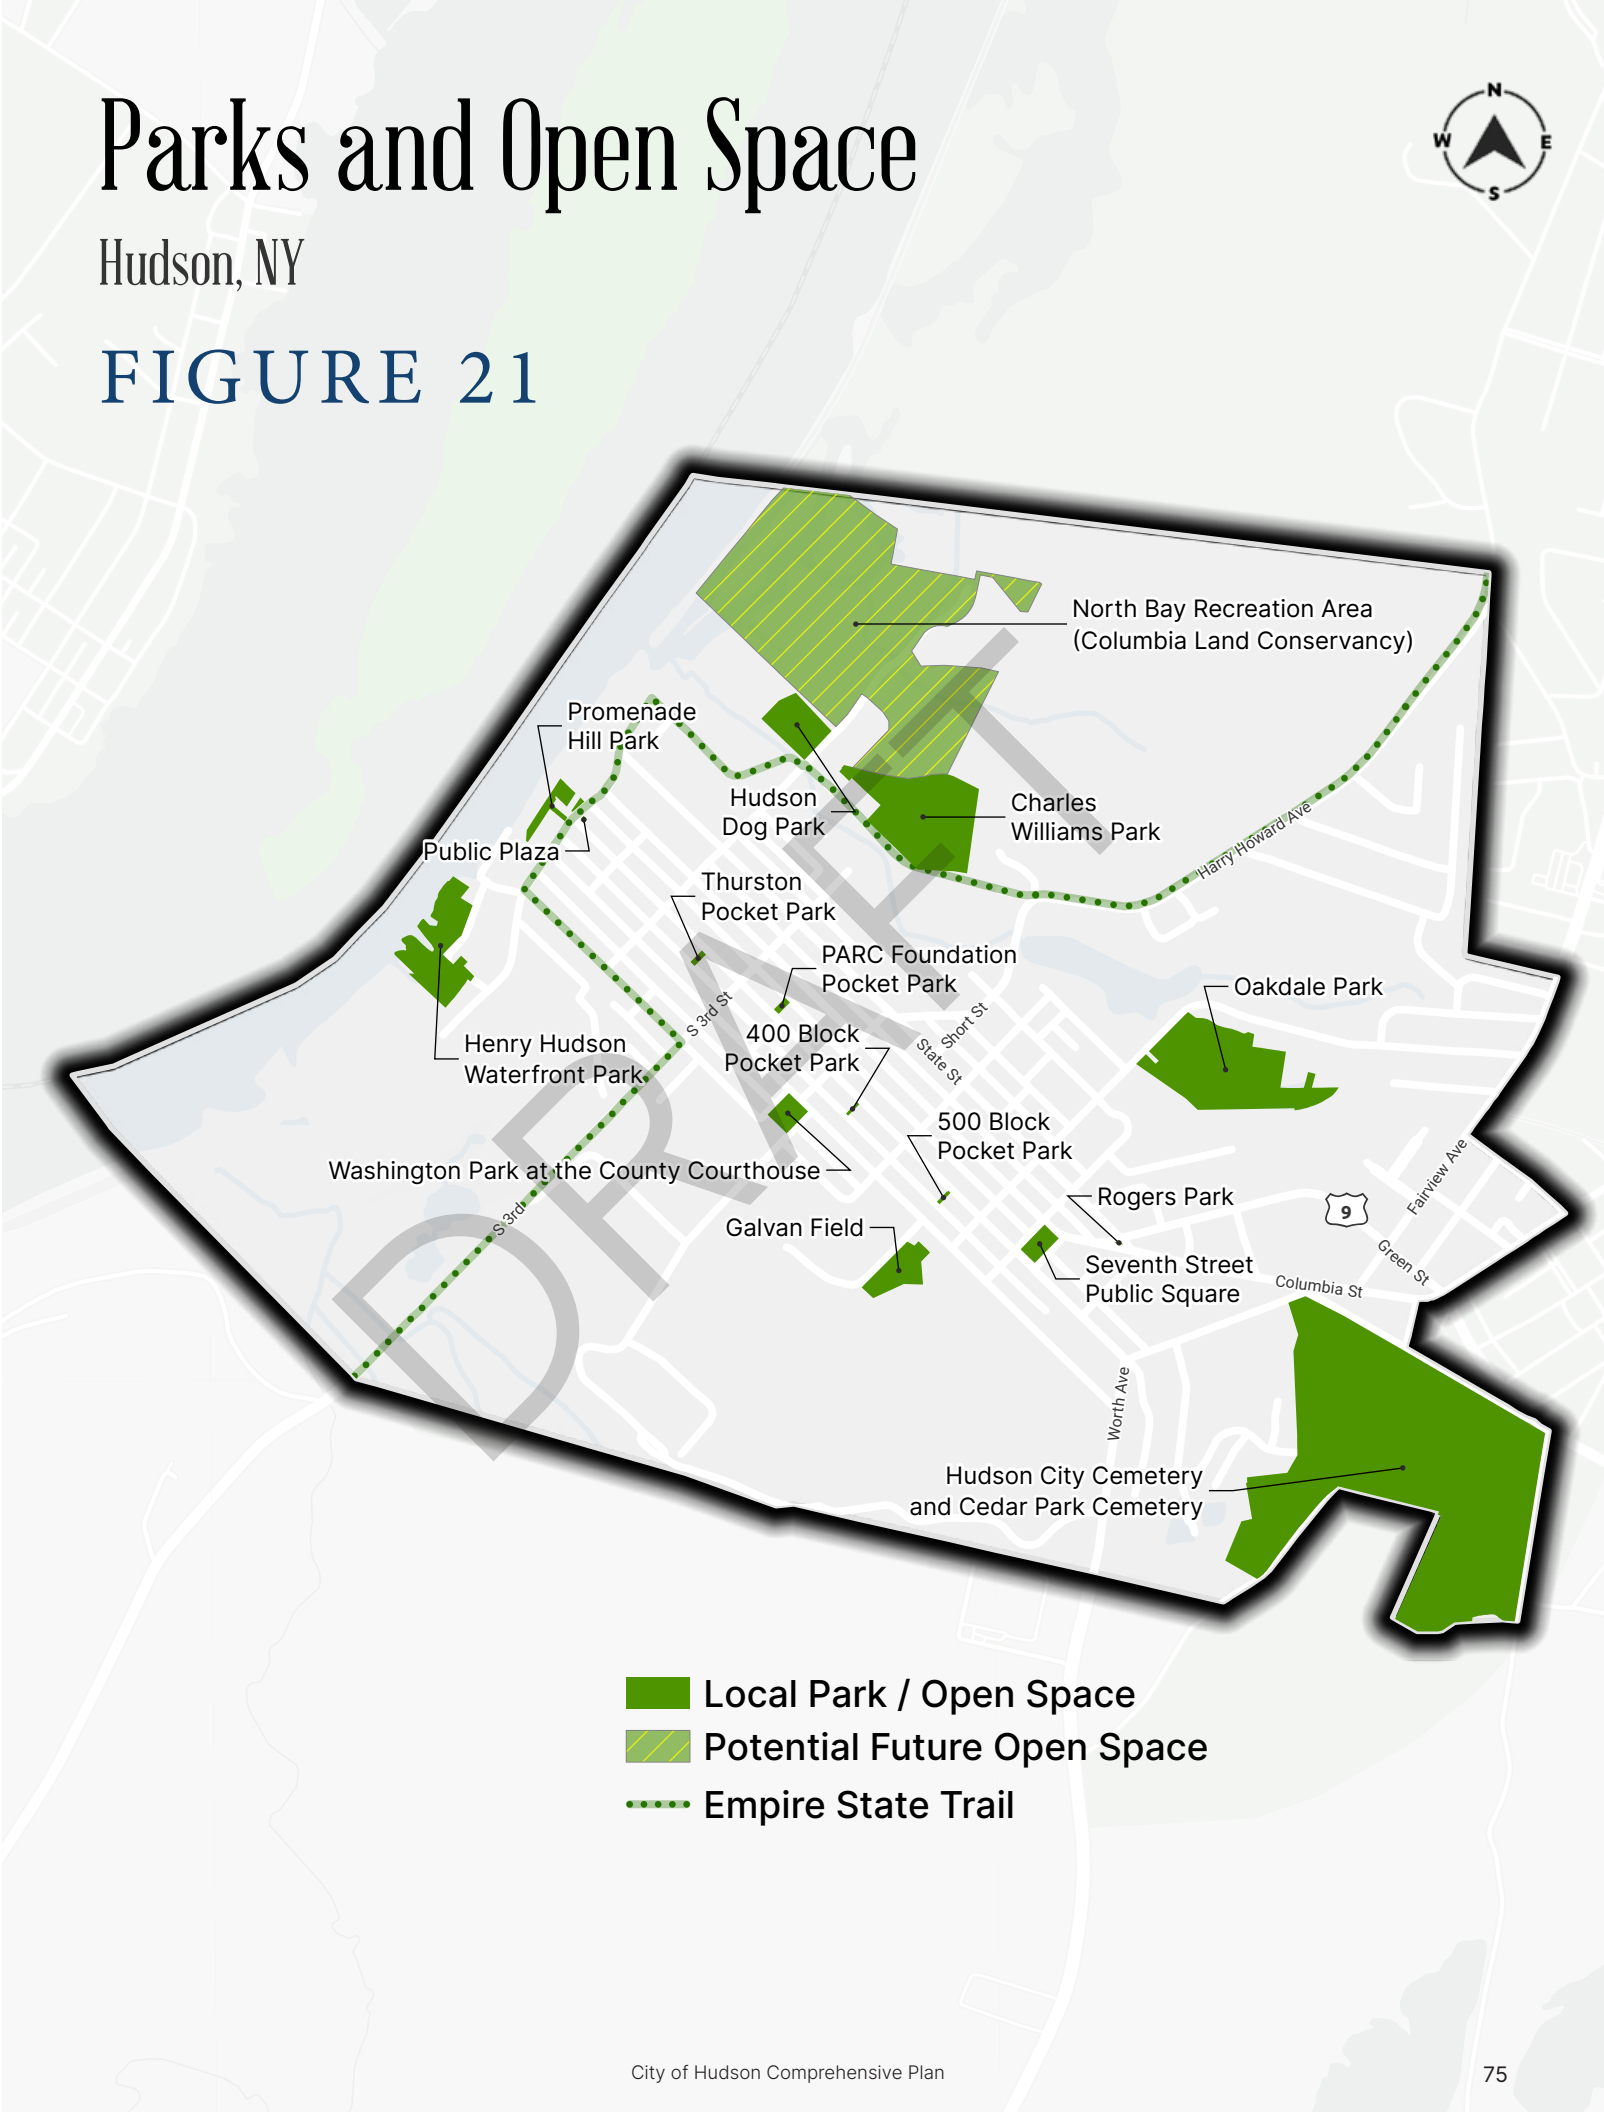 Parks and Open Space
Hudson, NY
FIGURE 21
N
W
E
S
North Bay Recreation Area
(Columbia Land Conservancy)
Promenade
Hill Park
Hudson
Dog Park
Charles
Williams Park
Harry Howard Ave
Public Plaza
Thurston
Pocket Park
PARC Foundation
Pocket Park
Oakdale Park
S 3rd St
Short St
State St
400 Block
Pocket Park
Henry Hudson
Waterfront Park
500 Block
Pocket Park
Washington Park at the County Courthouse
Rogers Park
Fairview Ave
9
S 3rd
Galvan Field
Green St
Seventh Street
Public Square
Columbia St
Worth Ave
Hudson City Cemetery
and Cedar Park Cemetery
DRAFT
Local Park / Open Space
Potential Future Open Space
Empire State Trail
City of Hudson Comprehensive Plan
75